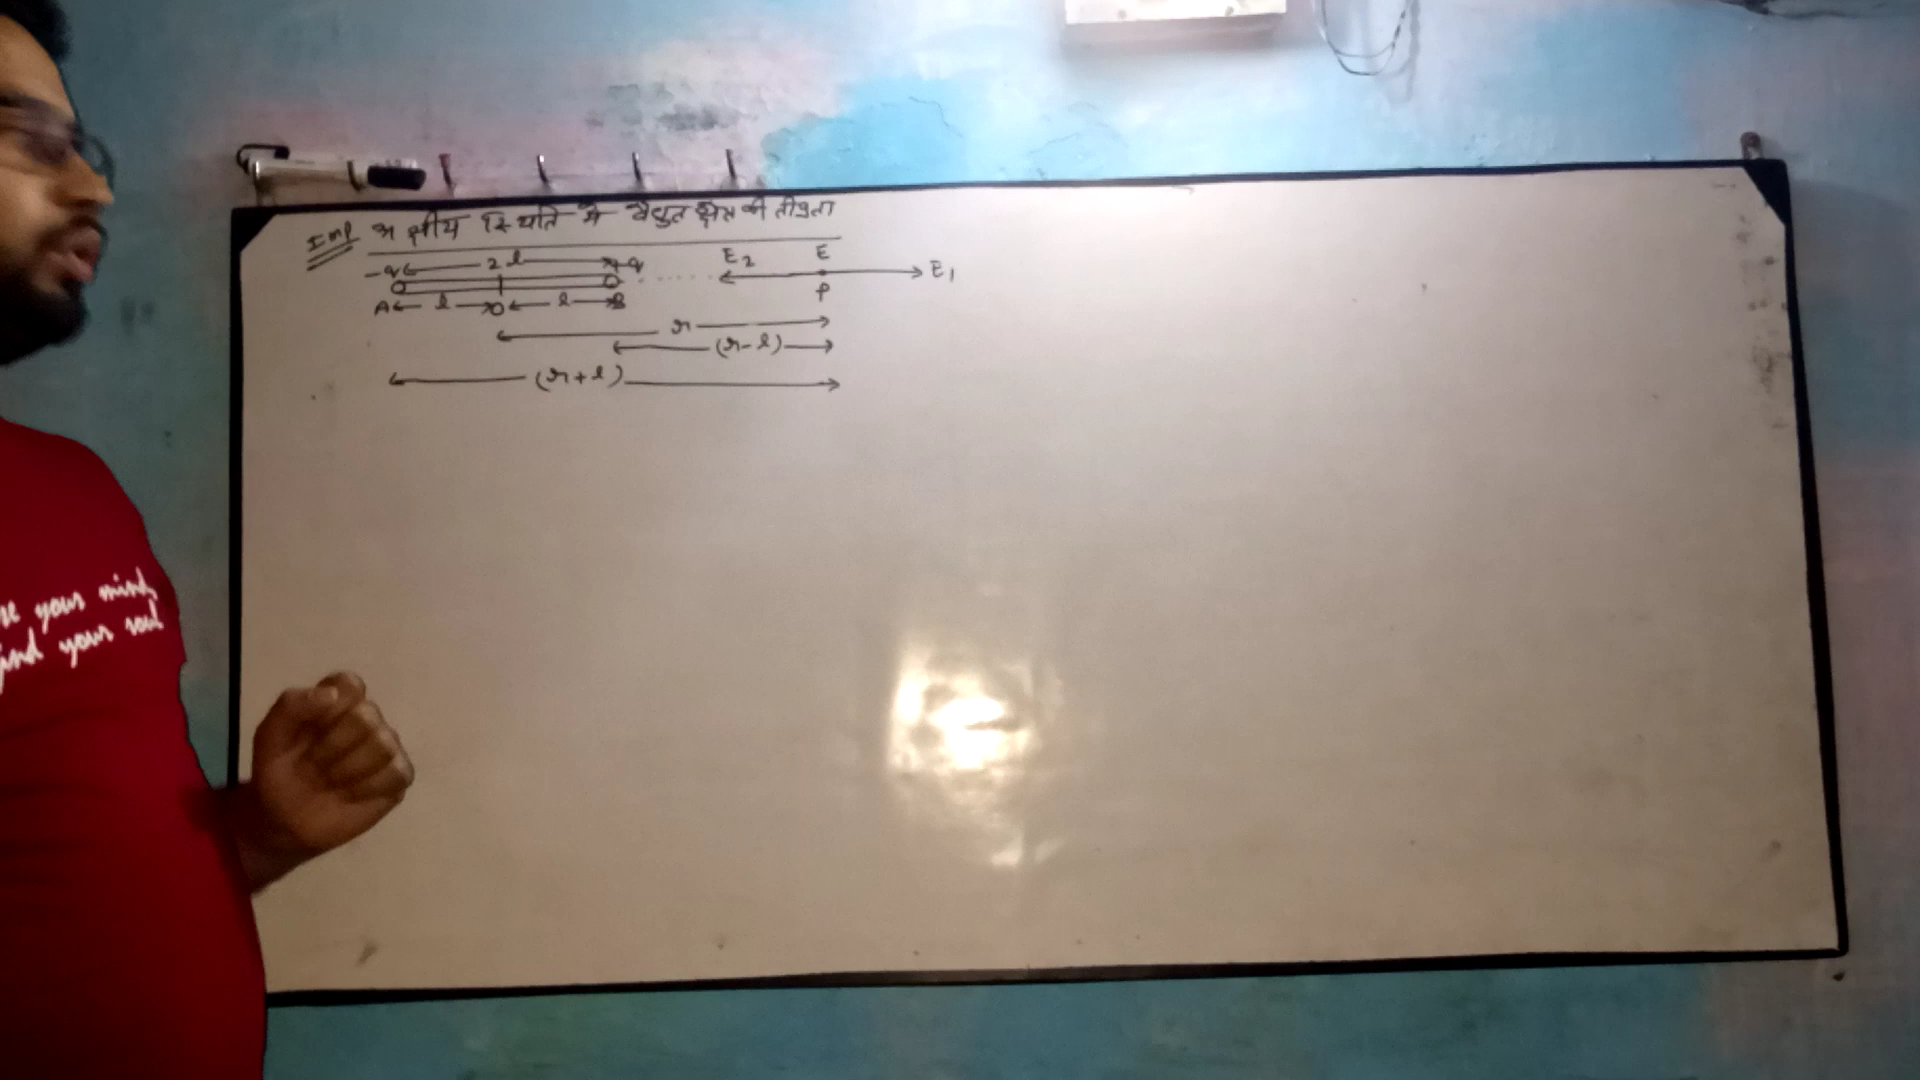 Imp अक्षीय स्थिति मे वैद्युत क्षेत्र की तीव्रता
-q 2l +q E2 E E1
A l O l B P
r
(r-l)
(r+l)
your mind,
your soul